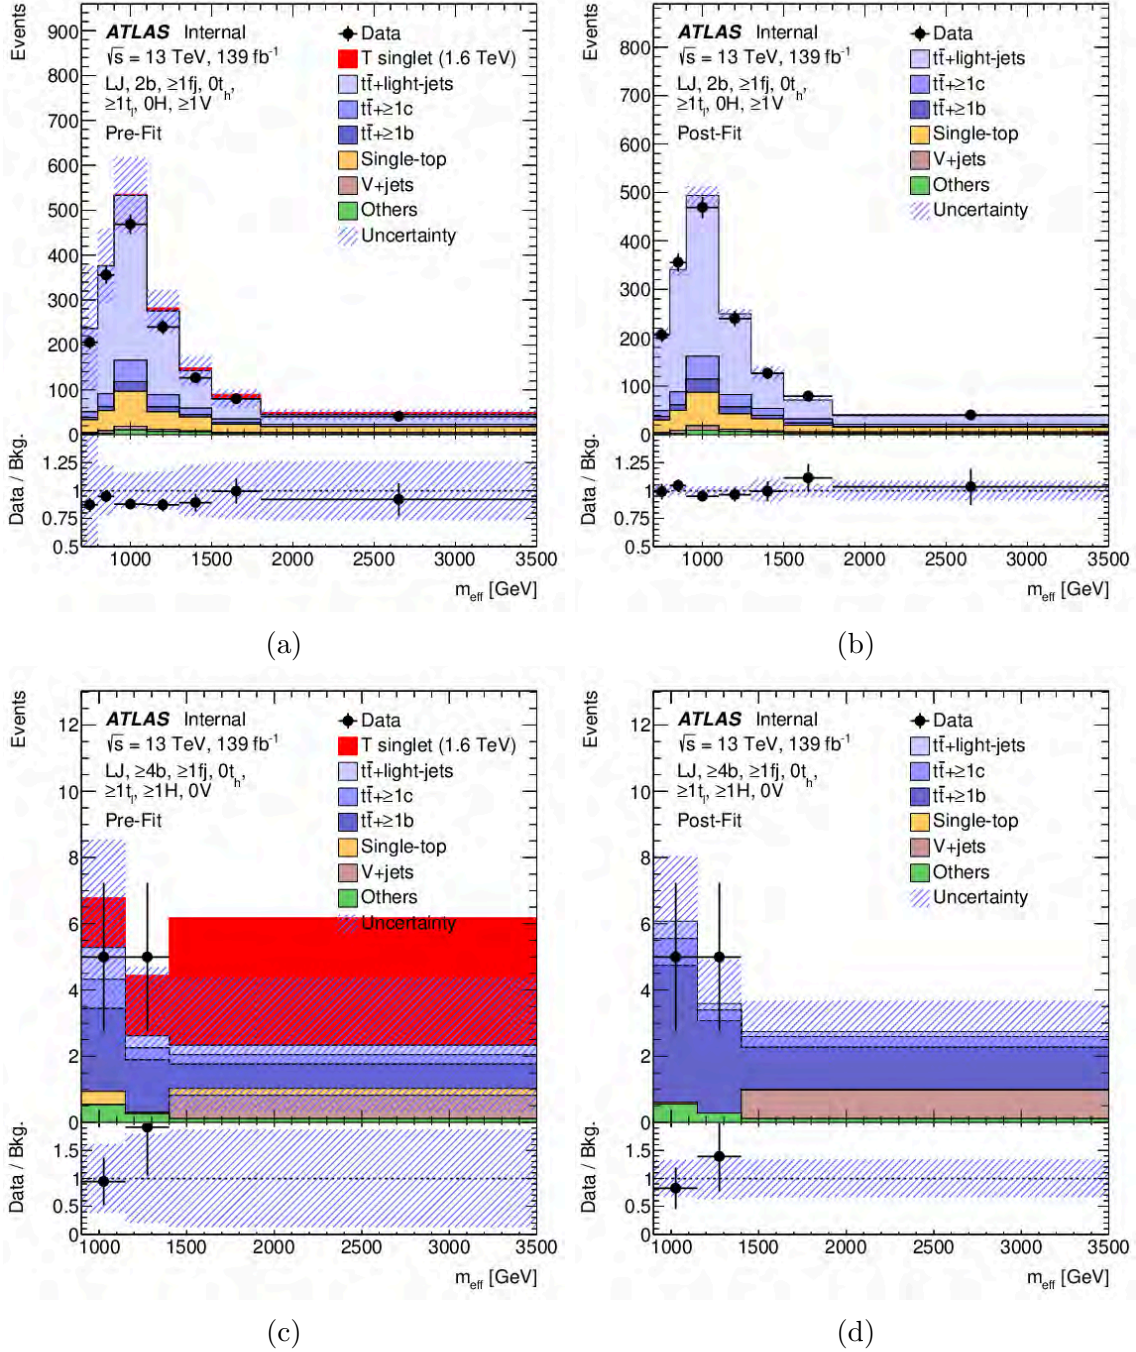 Events
960
800
700
600
500
400
300
200
100
0
ATLAS Internal
√s = 13 TeV, 139 fb⁻¹
LJ, 2b, ≥1fj, 0tₕ,
≥1tₗ, 0H, ≥1V
Pre-Fit
Data
T singlet (1.6 TeV)
tt̄+light-jets
tt̄+≥1c
tt̄+≥1b
Single-top
V+jets
Others
Uncertainty
Data / Bkg.
1.25
1
0.75
0.5
1000 1500 2000 2500 3000 3500
m_eff [GeV]
(a)
Events
800
700
600
500
400
300
200
100
0
ATLAS Internal
√s = 13 TeV, 139 fb⁻¹
LJ, 2b, ≥1fj, 0tₕ,
≥1tₗ, 0H, ≥1V
Post-Fit
Data
tt̄+light-jets
tt̄+≥1c
tt̄+≥1b
Single-top
V+jets
Others
Uncertainty
Data / Bkg.
1.25
1
0.75
0.5
1000 1500 2000 2500 3000 3500
m_eff [GeV]
(b)
Events
12
10
8
6
4
2
0
ATLAS Internal
√s = 13 TeV, 139 fb⁻¹
LJ, ≥4b, ≥1fj, 0tₕ,
≥1tₗ, ≥1H, 0V
Pre-Fit
Data
T singlet (1.6 TeV)
tt̄+light-jets
tt̄+≥1c
tt̄+≥1b
Single-top
V+jets
Others
Uncertainty
Data / Bkg.
1.5
1
0.5
0
1000 1500 2000 2500 3000 3500
m_eff [GeV]
(c)
Events
12
10
8
6
4
2
0
ATLAS Internal
√s = 13 TeV, 139 fb⁻¹
LJ, ≥4b, ≥1fj, 0tₕ,
≥1tₗ, ≥1H, 0V
Post-Fit
Data
tt̄+light-jets
tt̄+≥1c
tt̄+≥1b
Single-top
V+jets
Others
Uncertainty
Data / Bkg.
1.5
1
0.5
0
1000 1500 2000 2500 3000 3500
m_eff [GeV]
(d)